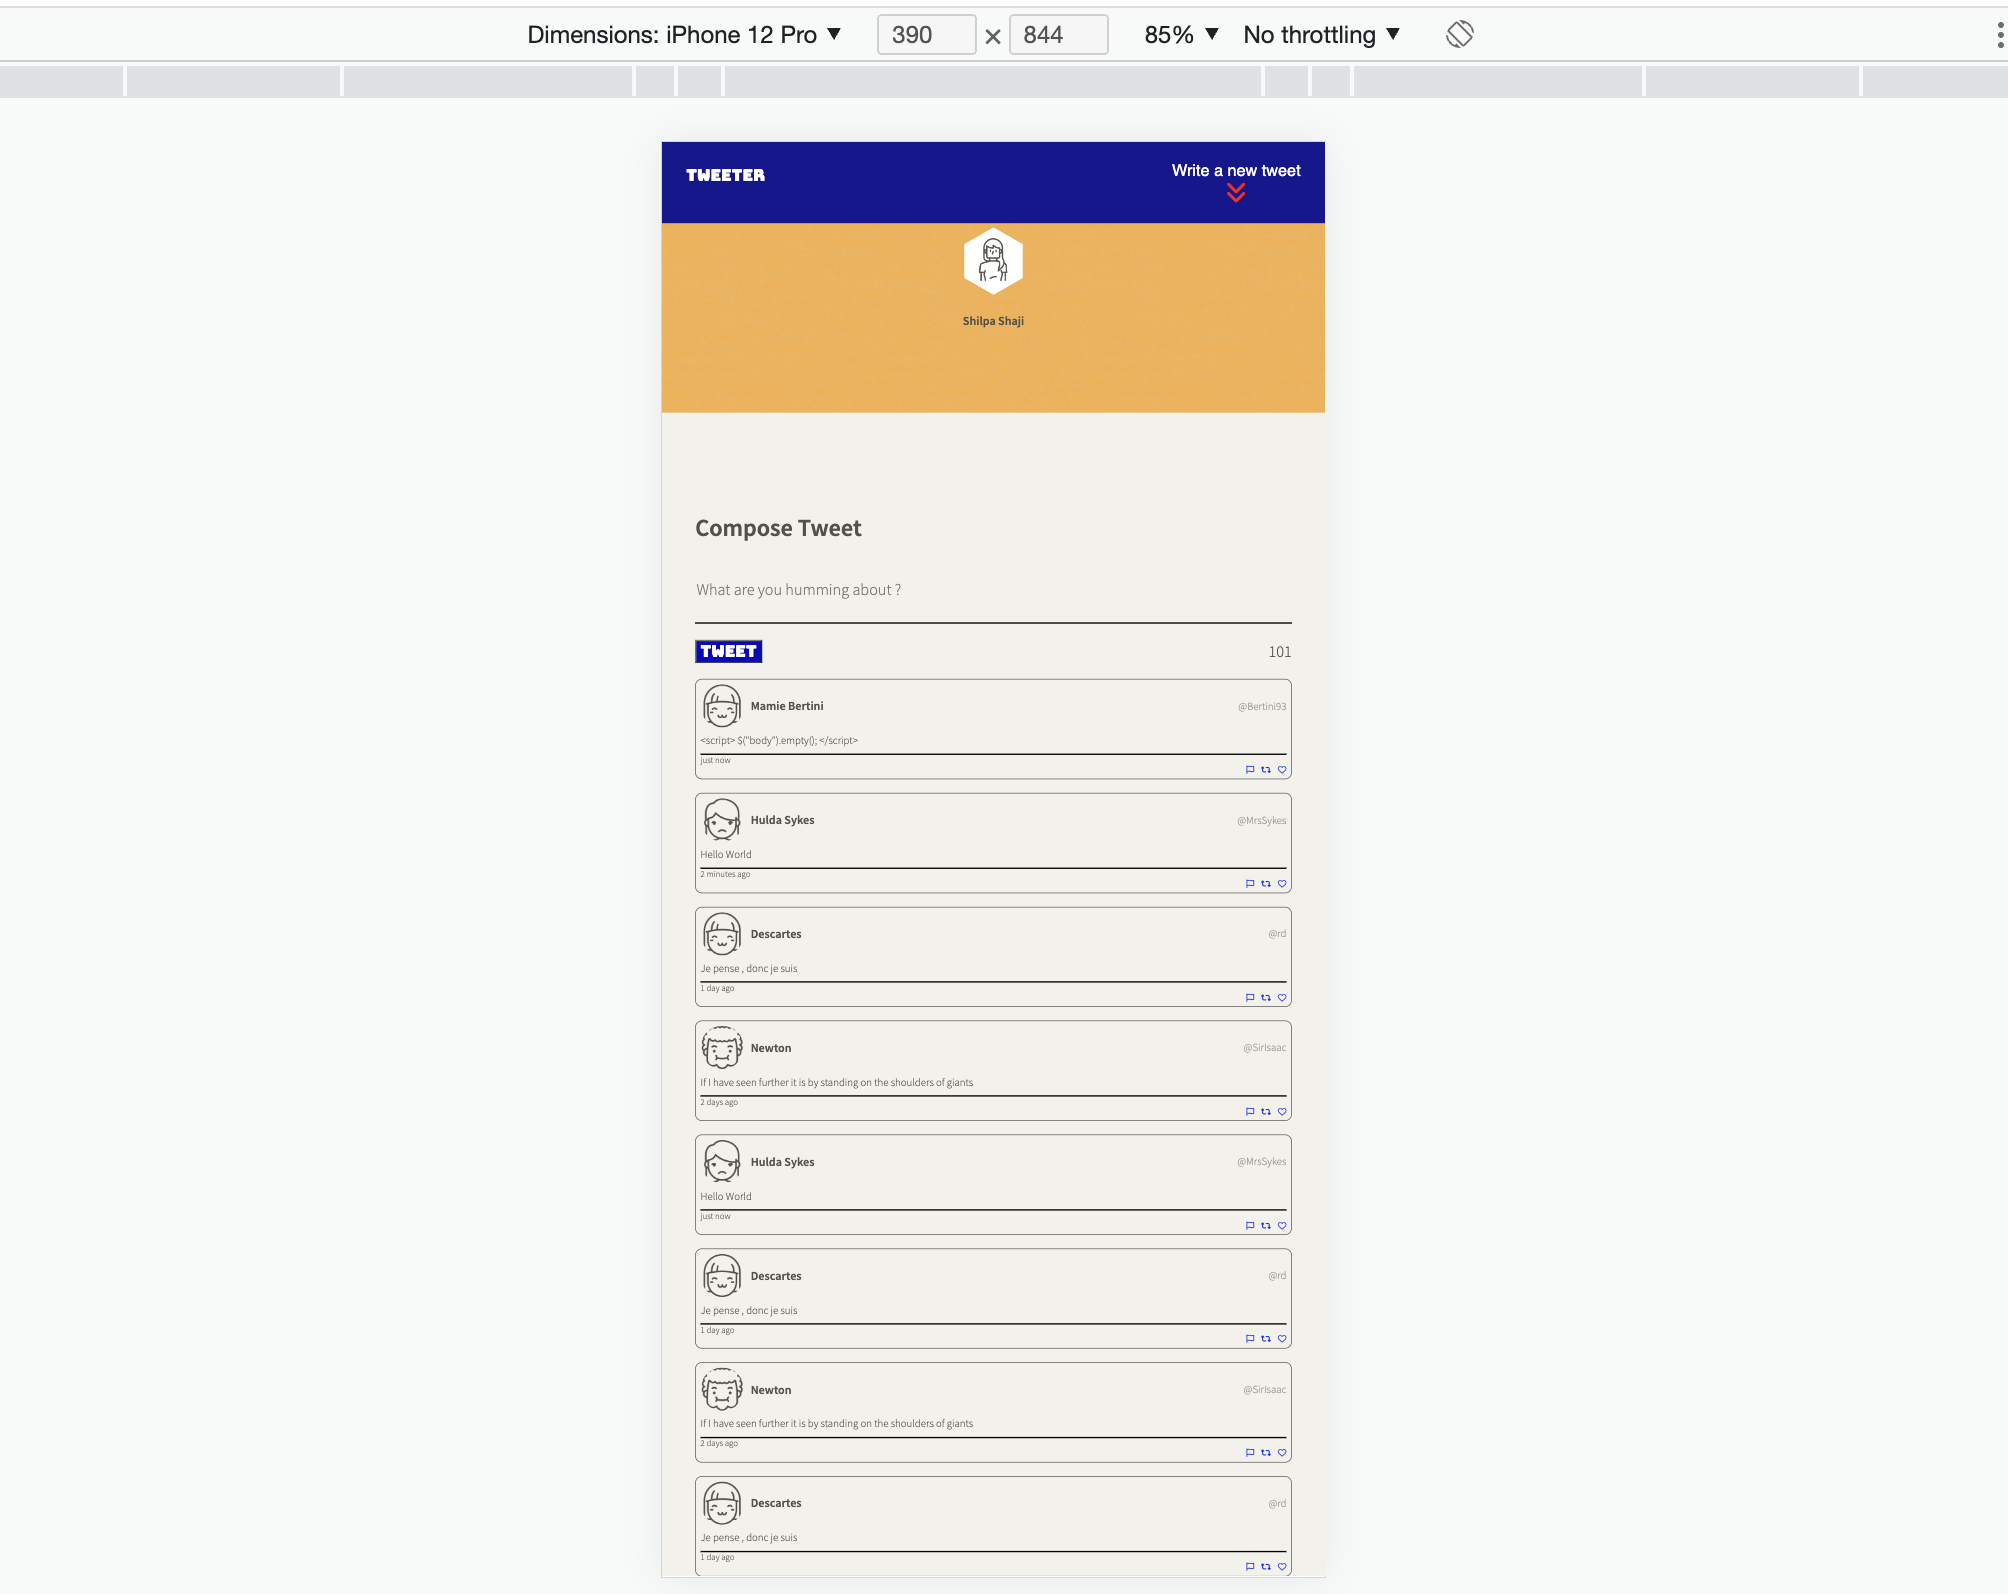 Dimensions: iPhone 12 Pro ▼ 390 × 844 85% ▼ No throttling ▼
TWEETER
Write a new tweet
Shilpa Shaji
Compose Tweet
What are you humming about ?
TWEET 101
Mamie Bertini @Bertini93
<script> $("body").empty(); </script>
just now
Hulda Sykes @MrsSykes
Hello World
2 minutes ago
Descartes @rd
Je pense , donc je suis
1 day ago
Newton @SirIsaac
If I have seen further it is by standing on the shoulders of giants
2 days ago
Hulda Sykes @MrsSykes
Hello World
just now
Descartes @rd
Je pense , donc je suis
1 day ago
Newton @SirIsaac
If I have seen further it is by standing on the shoulders of giants
2 days ago
Descartes @rd
Je pense , donc je suis
1 day ago